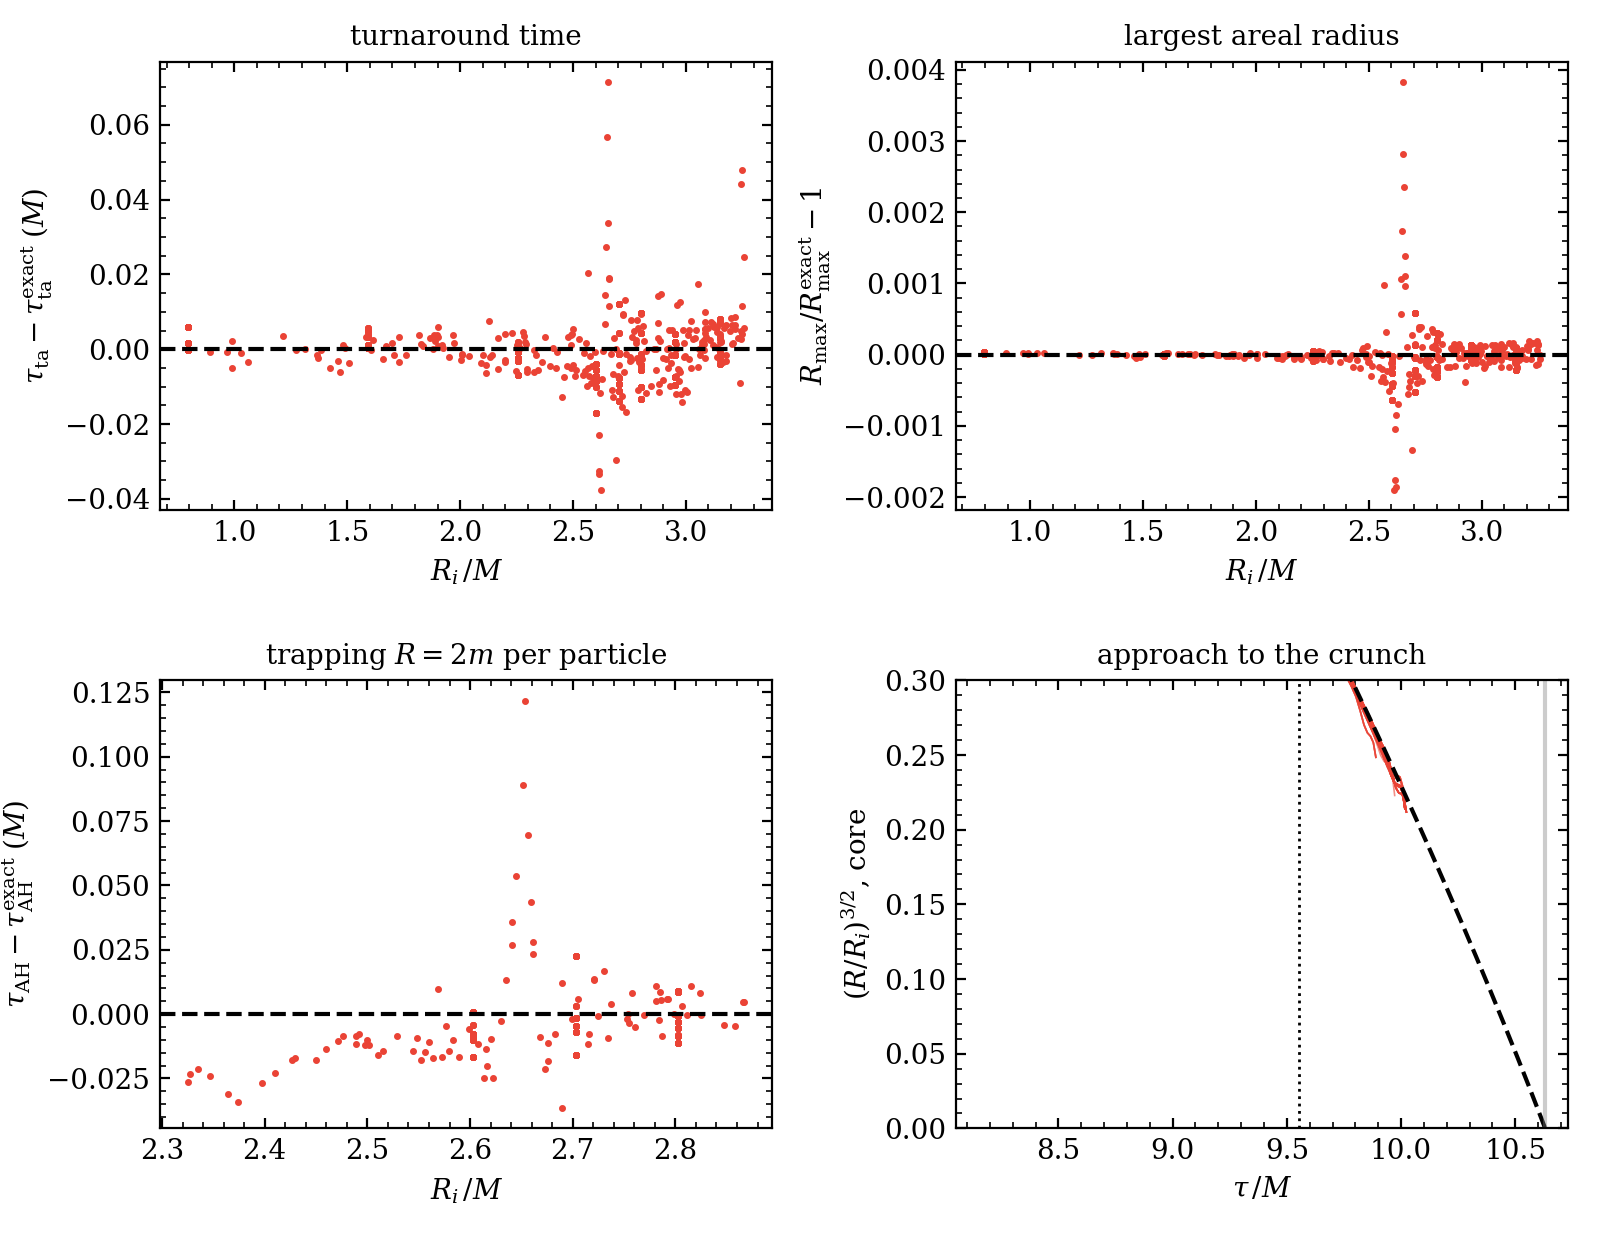 turnaround time
τ_ta − τ_ta^exact (M)
0.06
0.04
0.02
0.00
−0.02
−0.04
1.0 1.5 2.0 2.5 3.0
R_i/M
largest areal radius
R_max/R_max^exact − 1
0.004
0.003
0.002
0.001
0.000
−0.001
−0.002
1.0 1.5 2.0 2.5 3.0
R_i/M
trapping R = 2m per particle
τ_AH − τ_AH^exact (M)
0.125
0.100
0.075
0.050
0.025
0.000
−0.025
2.3 2.4 2.5 2.6 2.7 2.8
R_i/M
approach to the crunch
(R/R_i)^3/2, core
0.30
0.25
0.20
0.15
0.10
0.05
0.00
8.5 9.0 9.5 10.0 10.5
τ/M